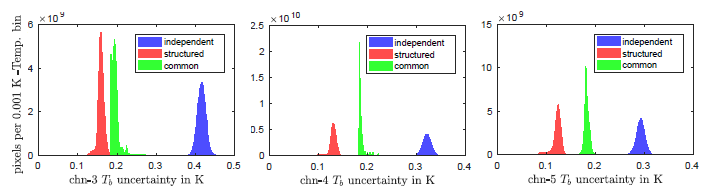 pixels per 0.001 K -Temp. bin
6 ×10^9
4
2
0
0 0.1 0.2 0.3 0.4 0.5
independent
structured
common
chn-3 T_b uncertainty in K
2.5 ×10^10
2
1.5
1
0.5
0
0 0.1 0.2 0.3 0.4
independent
structured
common
chn-4 T_b uncertainty in K
15 ×10^9
10
5
0
0 0.1 0.2 0.3 0.4
independent
structured
common
chn-5 T_b uncertainty in K